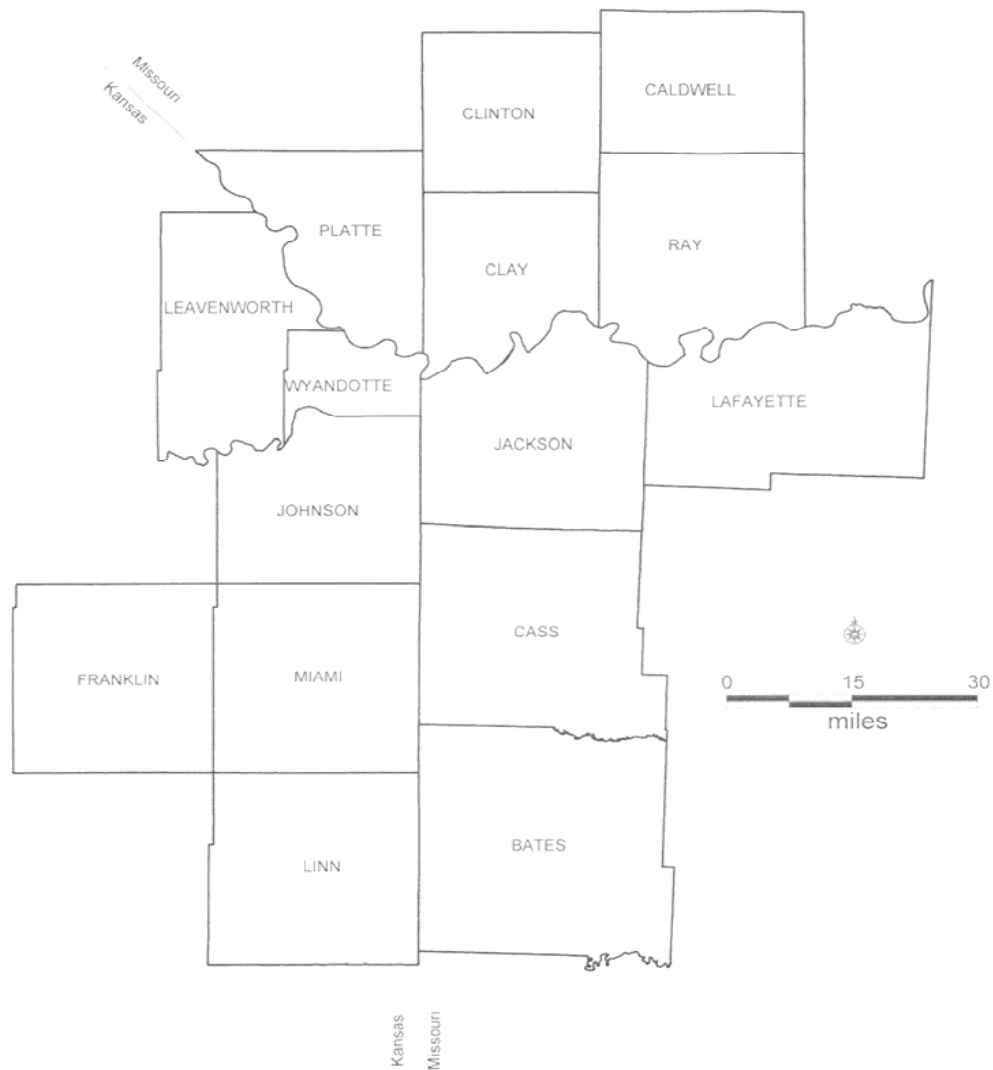 Missouri
Kansas
CALDWELL
CLINTON
PLATTE
RAY
CLAY
LEAVENWORTH
WYANDOTTE
LAFAYETTE
JACKSON
JOHNSON
CASS
FRANKLIN
MIAMI
0 15 30
miles
BATES
LINN
Kansas
Missouri